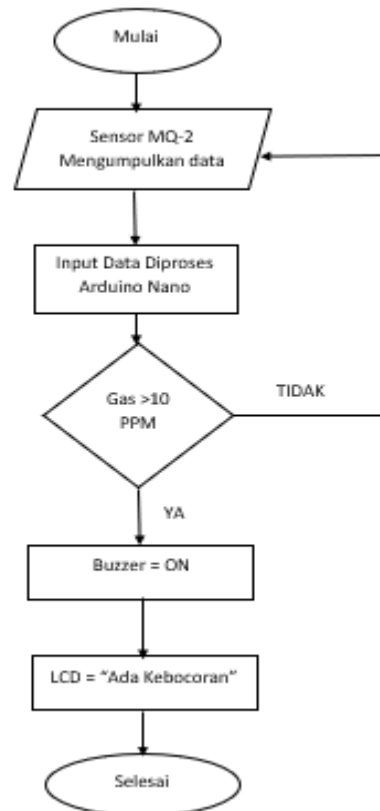 Mulai
Sensor MQ-2
Mengumpulkan data
Input Data Diproses
Arduino Nano
Gas >10
PPM
TIDAK
YA
Buzzer = ON
LCD = “Ada Kebocoran”
Selesai